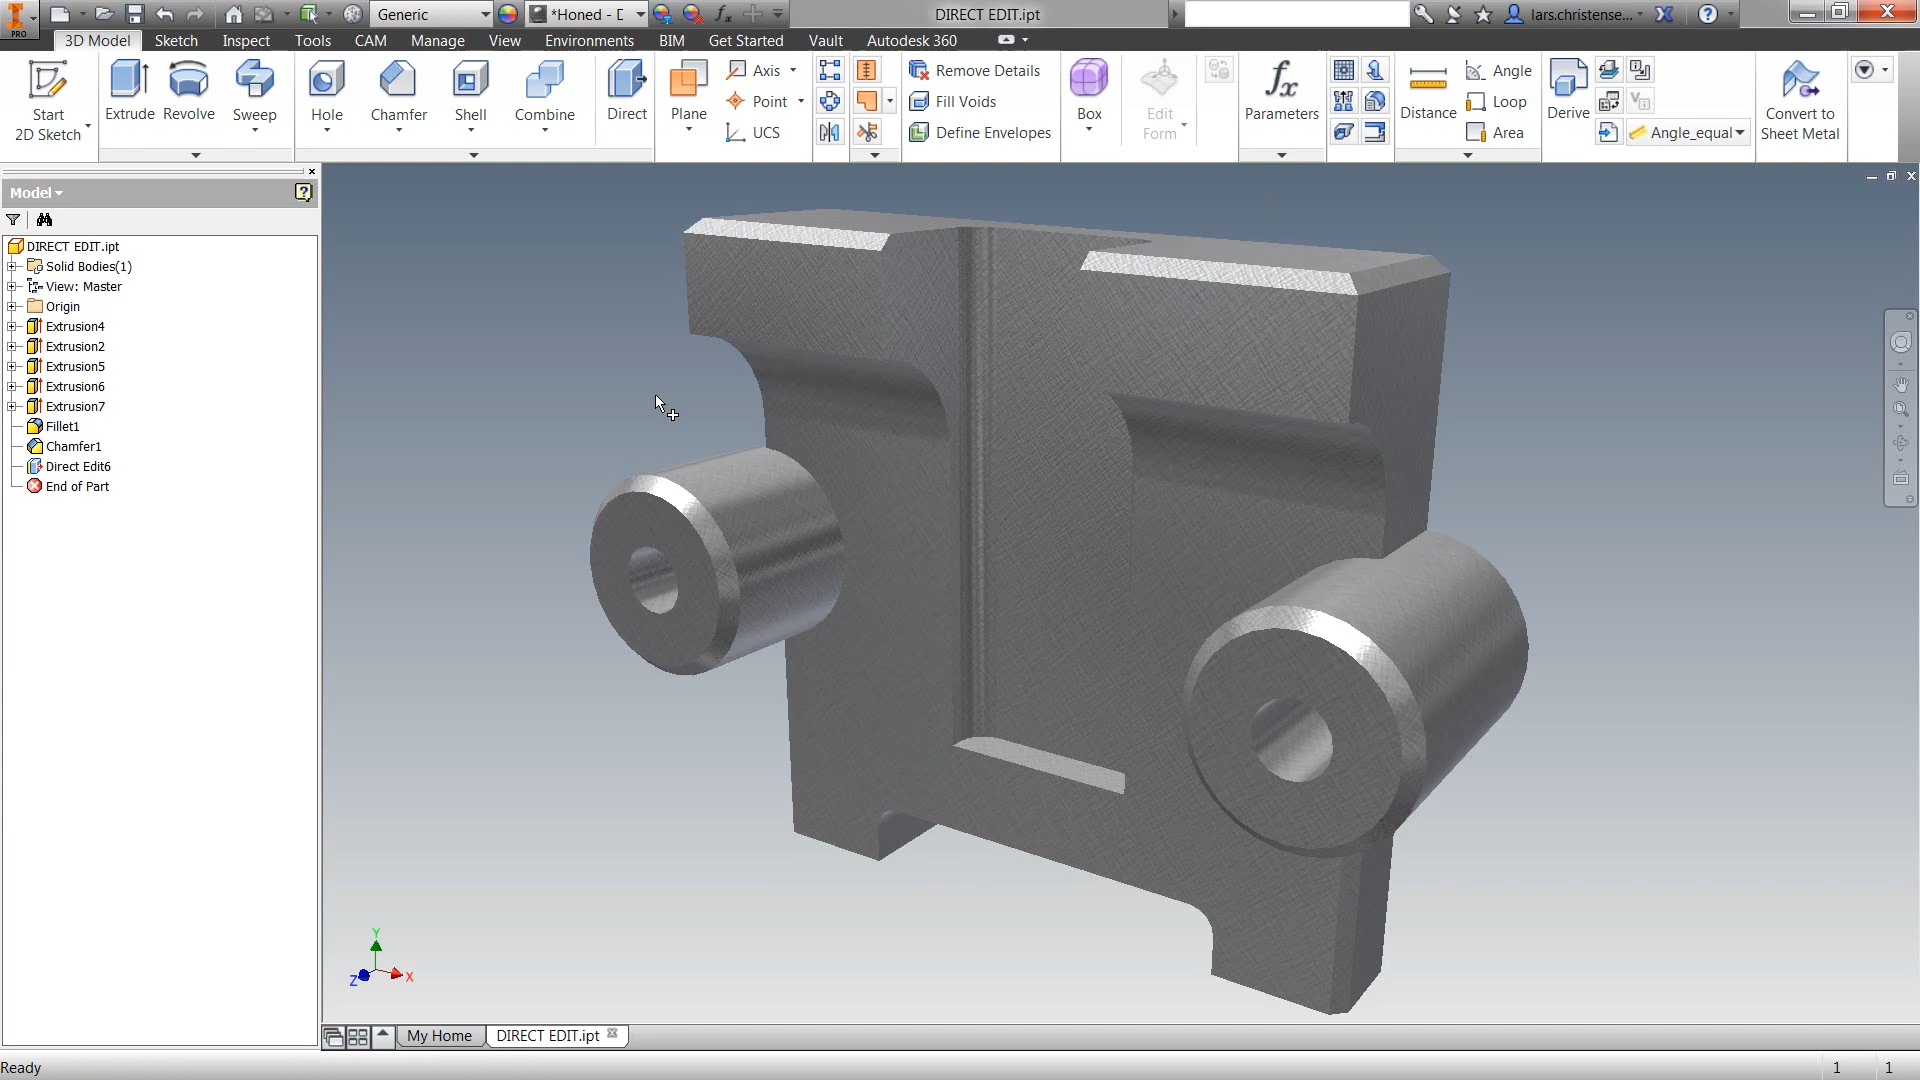 Generic
*Honed - [
fx
DIRECT EDIT.ipt
lars.christense...
PRO
3D Model
Sketch
Inspect
Tools
CAM
Manage
View
Environments
BIM
Get Started
Vault
Autodesk 360
Start
2D Sketch
Extrude
Revolve
Sweep
Hole
Chamfer
Shell
Combine
Direct
Plane
Axis
Point
UCS
Remove Details
Fill Voids
Define Envelopes
Box
Edit
Form
fx
Parameters
Distance
Angle
Loop
Area
Derive
Angle_equal
Convert to
Sheet Metal
Model
DIRECT EDIT.ipt
Solid Bodies(1)
View: Master
Origin
Extrusion4
Extrusion2
Extrusion5
Extrusion6
Extrusion7
Fillet1
Chamfer1
Direct Edit6
End of Part
Y
Z
X
My Home
DIRECT EDIT.ipt
Ready
1
1